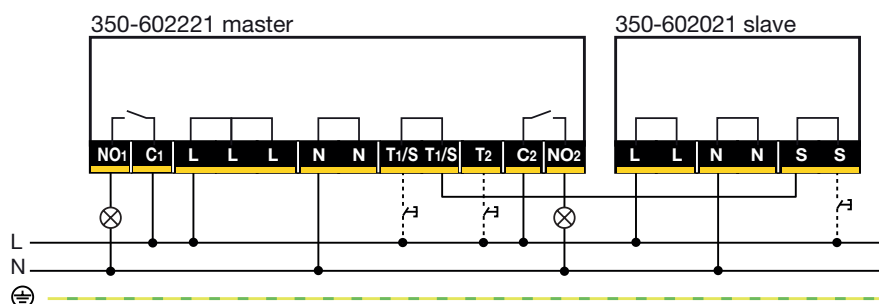 350-602221 master 350-602021 slave
NO1 C1 L L L N N T1/S T1/S T2 C2 NO2 L L N N S S
L
N